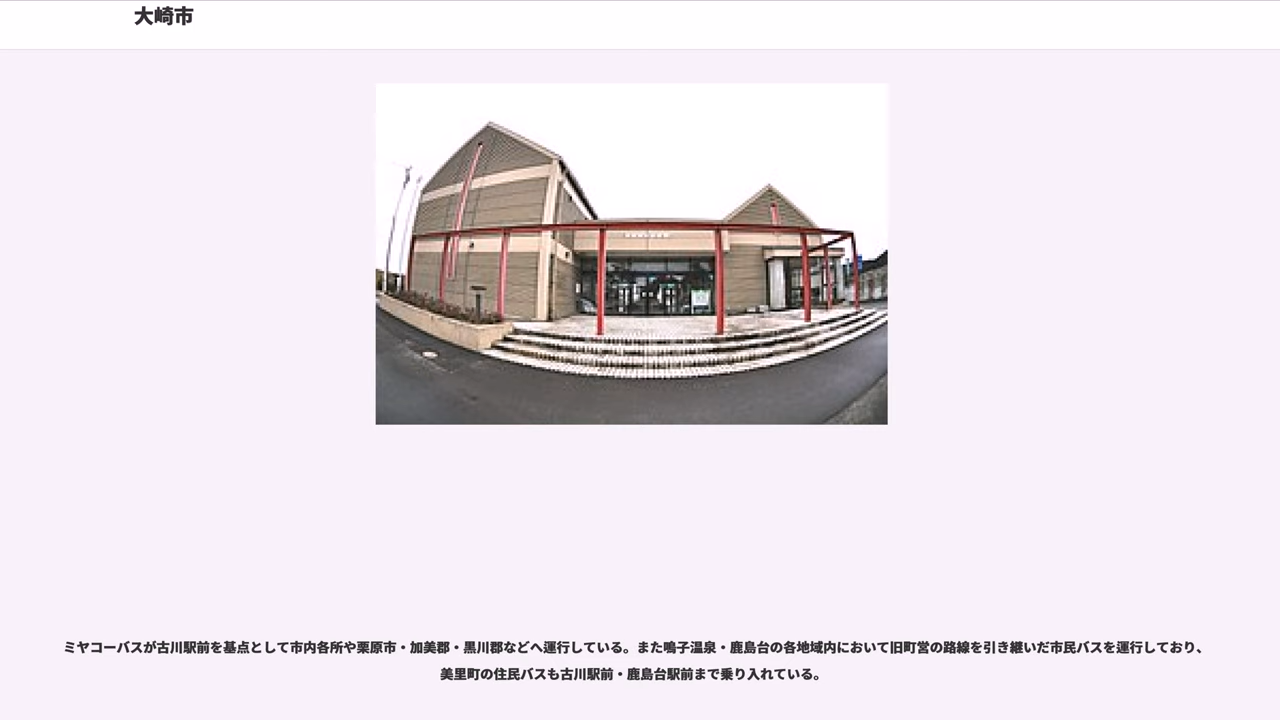 大崎市
ミヤコーバスが古川駅前を基点として市内各所や栗原市・加美郡・黒川郡などへ運行している。また鳴子温泉・鹿島台の各地域内において旧町営の路線を引き継いだ市民バスを運行しており、
美里町の住民バスも古川駅前・鹿島台駅前まで乗り入れている。